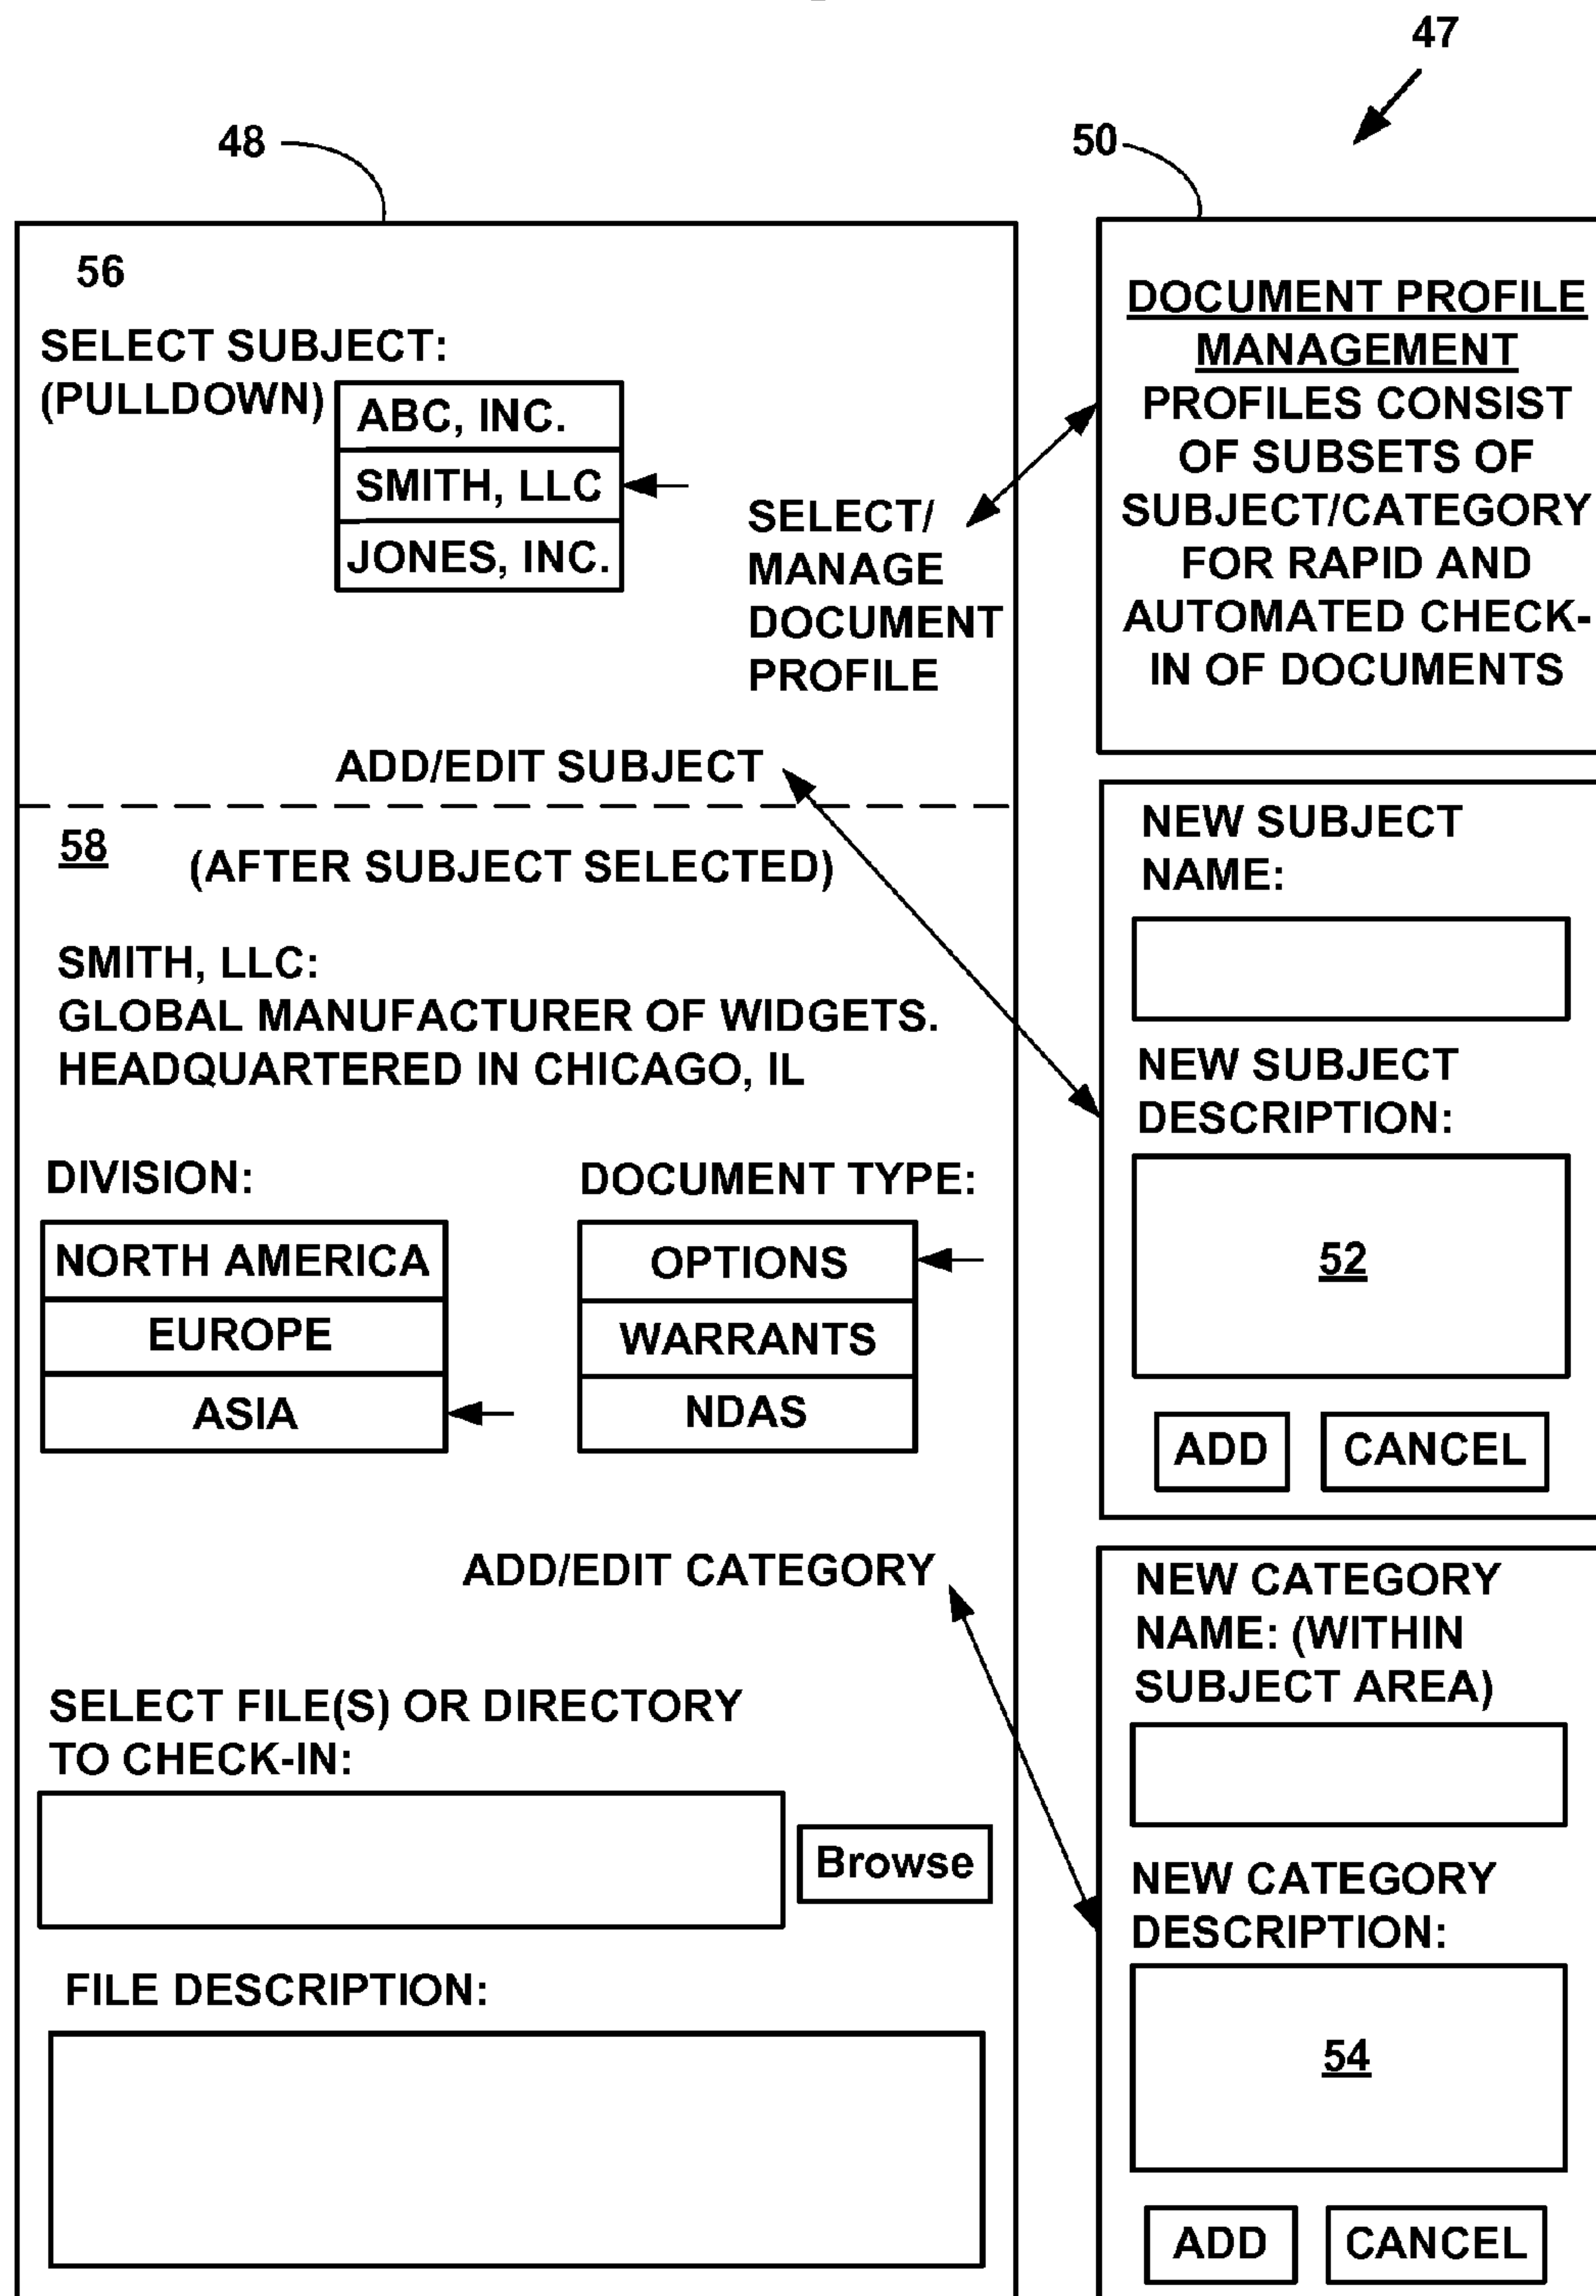 47
48
50
56
SELECT SUBJECT:
(PULLDOWN)
ABC, INC.
SMITH, LLC
JONES, INC.
SELECT/
MANAGE
DOCUMENT
PROFILE
ADD/EDIT SUBJECT
58
(AFTER SUBJECT SELECTED)
SMITH, LLC:
GLOBAL MANUFACTURER OF WIDGETS.
HEADQUARTERED IN CHICAGO, IL
DIVISION:
NORTH AMERICA
EUROPE
ASIA
DOCUMENT TYPE:
OPTIONS
WARRANTS
NDAS
ADD/EDIT CATEGORY
SELECT FILE(S) OR DIRECTORY
TO CHECK-IN:
Browse
FILE DESCRIPTION:
DOCUMENT PROFILE
MANAGEMENT
PROFILES CONSIST
OF SUBSETS OF
SUBJECT/CATEGORY
FOR RAPID AND
AUTOMATED CHECK-
IN OF DOCUMENTS
NEW SUBJECT
NAME:
NEW SUBJECT
DESCRIPTION:
52
ADD
CANCEL
NEW CATEGORY
NAME: (WITHIN
SUBJECT AREA)
NEW CATEGORY
DESCRIPTION:
54
ADD
CANCEL